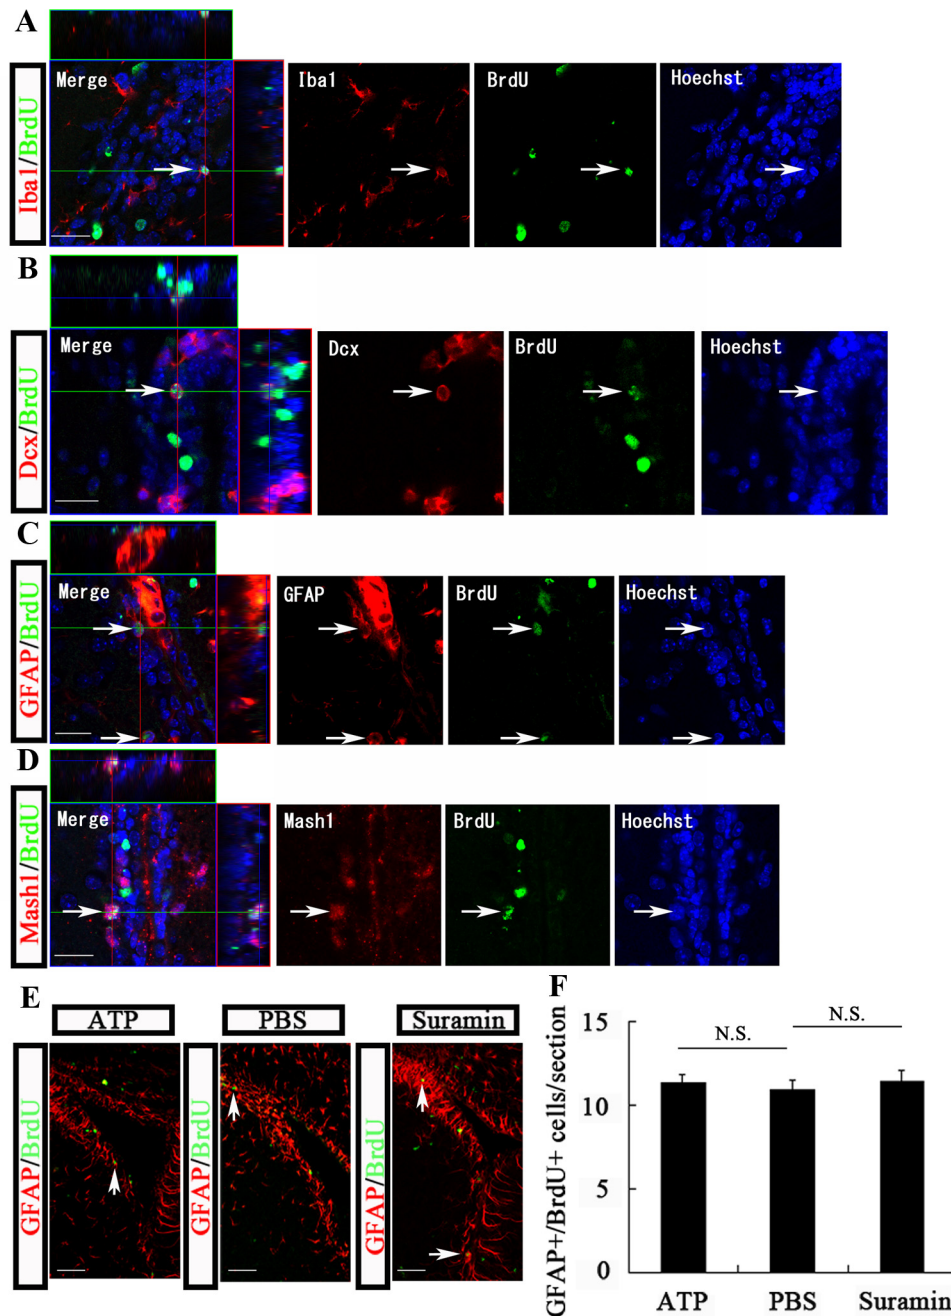 A
Iba1/BrdU
Merge
Iba1
BrdU
Hoechst
B
Dcx/BrdU
Merge
Dcx
BrdU
Hoechst
C
GFAP/BrdU
Merge
GFAP
BrdU
Hoechst
D
Mash1/BrdU
Merge
Mash1
BrdU
Hoechst
E
ATP
PBS
Suramin
GFAP/BrdU
GFAP/BrdU
GFAP/BrdU
F
GFAP+/BrdU+ cells/section
15
10
5
0
N.S.
N.S.
ATP
PBS
Suramin